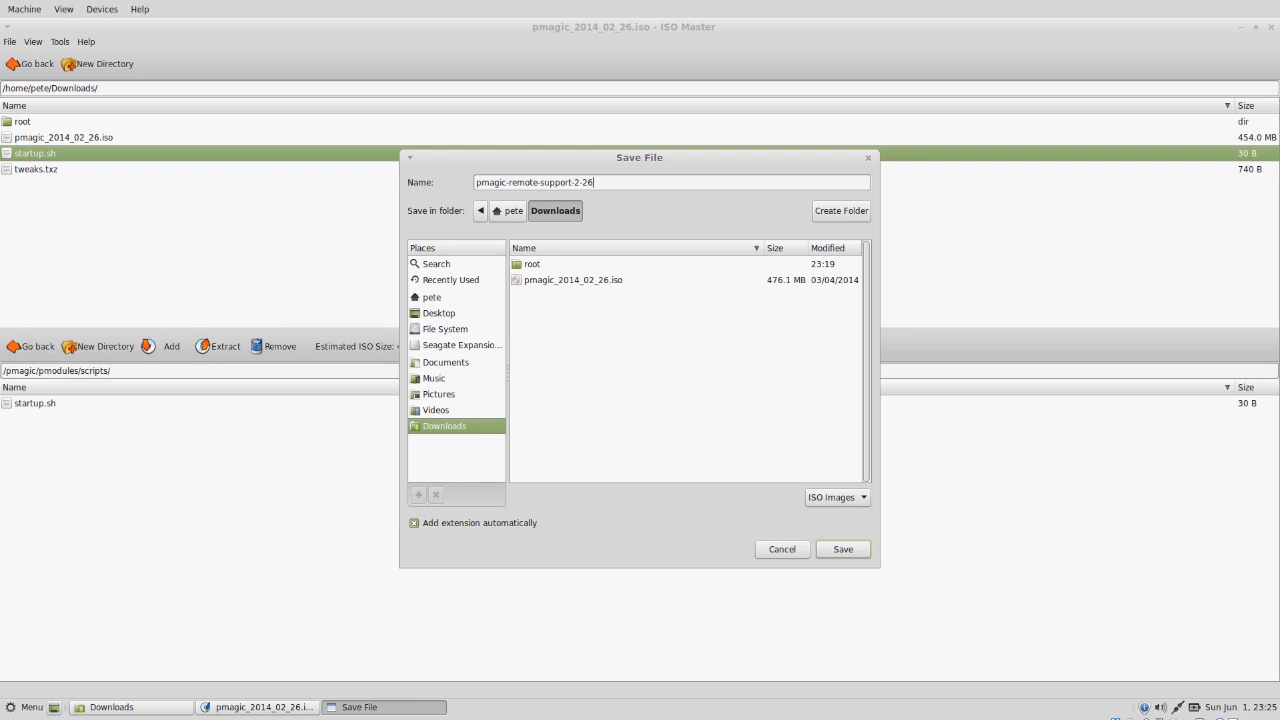 Machine View Devices Help
pmagic_2014_02_26.iso - ISO Master
File View Tools Help
Go back New Directory
/home/pete/Downloads/
Name Size
root dir
pmagic_2014_02_26.iso 454.0 MB
startup.sh 30 B
tweaks.txz 740 B
Save File
Name: pmagic-remote-support-2-26
Save in folder: pete Downloads Create Folder
Places
Search
Recently Used
pete
Desktop
File System
Seagate Expansio...
Documents
Music
Pictures
Videos
Downloads
Name Size Modified
root 23:19
pmagic_2014_02_26.iso 476.1 MB 03/04/2014
ISO Images
Add extension automatically
Cancel Save
Go back New Directory Add Extract Remove Estimated ISO Size:
/pmagic/pmodules/scripts/
Name Size
startup.sh 30 B
Menu Downloads pmagic_2014_02_26.i... Save File Sun Jun 1, 23:25